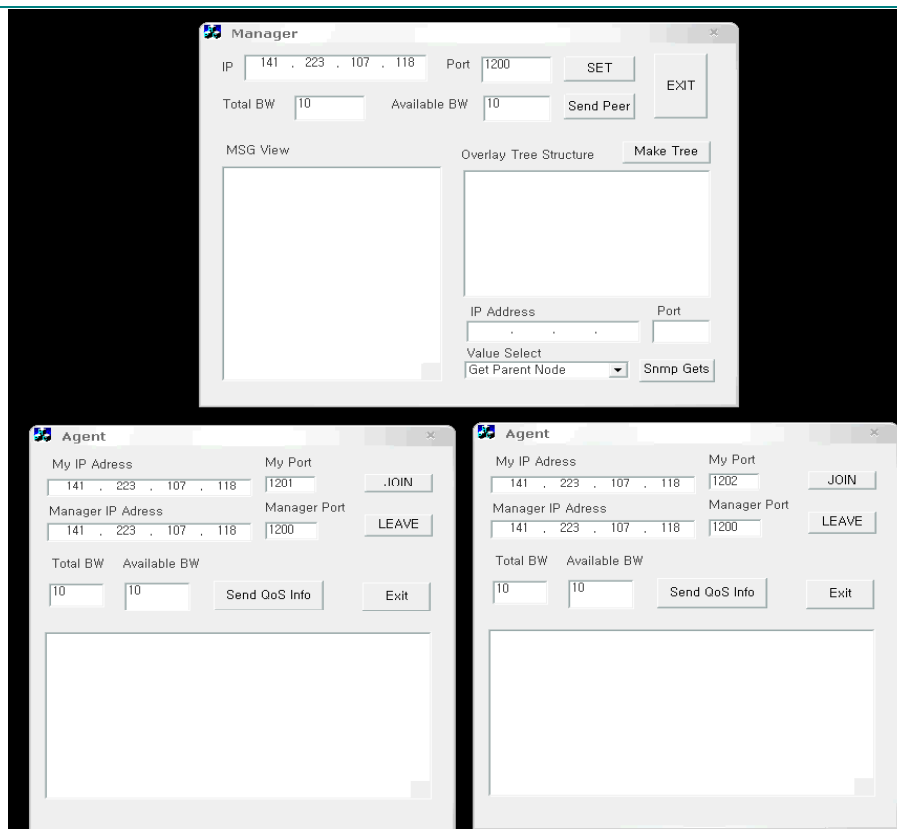 Manager
IP 141 . 223 . 107 . 118 Port 1200 SET EXIT
Total BW 10 Available BW 10 Send Peer
MSG View Overlay Tree Structure Make Tree
IP Address Port
. . .
Value Select
Get Parent Node Snmp Gets
Agent
My IP Adress My Port
141 . 223 . 107 . 118 1201 JOIN
Manager IP Adress Manager Port
141 . 223 . 107 . 118 1200 LEAVE
Total BW Available BW
10 10 Send QoS Info Exit
Agent
My IP Adress My Port
141 . 223 . 107 . 118 1202 JOIN
Manager IP Adress Manager Port
141 . 223 . 107 . 118 1200 LEAVE
Total BW Available BW
10 10 Send QoS Info Exit